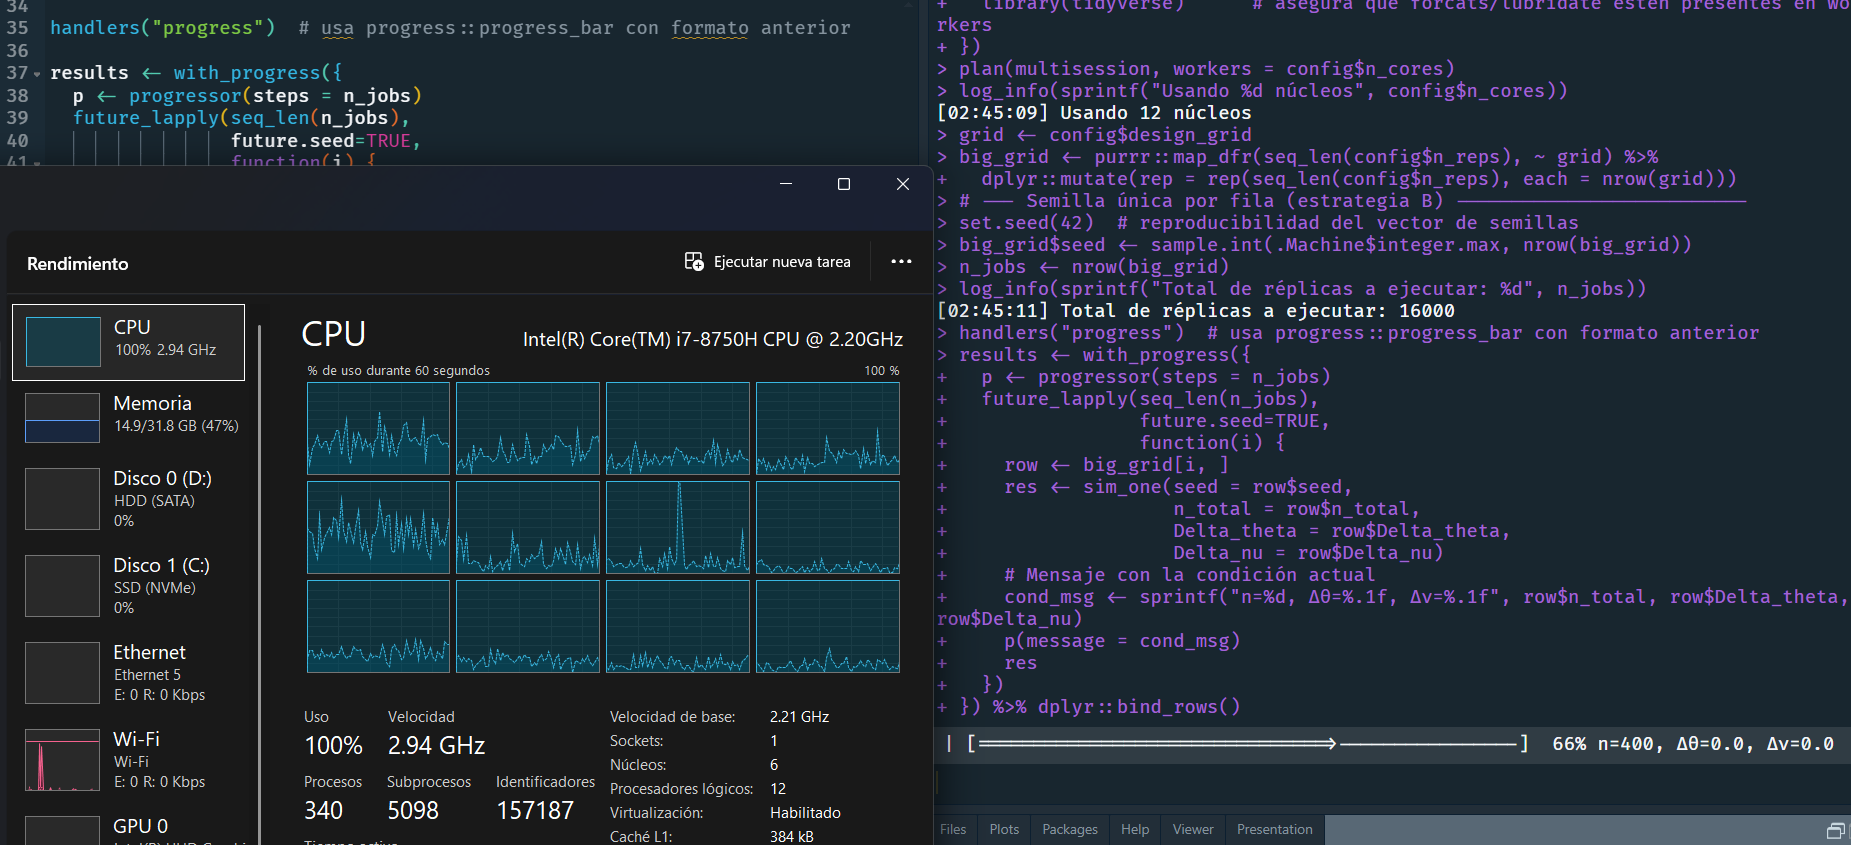 34
35 handlers("progress")  # usa progress::progress_bar con formato anterior
36
37 results <- with_progress({
38   p <- progressor(steps = n_jobs)
39   future_lapply(seq_len(n_jobs),
40                 future.seed=TRUE,
41                 function(i) {
Rendimiento
Ejecutar nueva tarea
CPU
100% 2.94 GHz
Memoria
14.9/31.8 GB (47%)
Disco 0 (D:)
HDD (SATA)
0%
Disco 1 (C:)
SSD (NVMe)
0%
Ethernet
Ethernet 5
E: 0 R: 0 Kbps
Wi-Fi
Wi-Fi
E: 0 R: 0 Kbps
GPU 0
CPU
Intel(R) Core(TM) i7-8750H CPU @ 2.20GHz
% de uso durante 60 segundos
100 %
Uso
100%
Velocidad
2.94 GHz
Procesos
340
Subprocesos
5098
Identificadores
157187
Velocidad de base: 2.21 GHz
Sockets: 1
Núcleos: 6
Procesadores lógicos: 12
Virtualización: Habilitado
Caché L1: 384 kB
+   library(tidyverse)      # asegura que forcats/lubridate estén presentes en wo
rkers
+ })
> plan(multisession, workers = config$n_cores)
> log_info(sprintf("Usando %d núcleos", config$n_cores))
[02:45:09] Usando 12 núcleos
> grid <- config$design_grid
> big_grid <- purrr::map_dfr(seq_len(config$n_reps), ~ grid) %>%
+   dplyr::mutate(rep = rep(seq_len(config$n_reps), each = nrow(grid)))
> # —— Semilla única por fila (estrategia B) ——————————————
> set.seed(42)  # reproducibilidad del vector de semillas
> big_grid$seed <- sample.int(.Machine$integer.max, nrow(big_grid))
> n_jobs <- nrow(big_grid)
> log_info(sprintf("Total de réplicas a ejecutar: %d", n_jobs))
[02:45:11] Total de réplicas a ejecutar: 16000
> handlers("progress")  # usa progress::progress_bar con formato anterior
> results <- with_progress({
+   p <- progressor(steps = n_jobs)
+   future_lapply(seq_len(n_jobs),
+                 future.seed=TRUE,
+                 function(i) {
+     row <- big_grid[i, ]
+     res <- sim_one(seed = row$seed,
+                    n_total = row$n_total,
+                    Delta_theta = row$Delta_theta,
+                    Delta_nu = row$Delta_nu)
+     # Mensaje con la condición actual
+     cond_msg <- sprintf("n=%d, Δθ=%.1f, Δν=%.1f", row$n_total, row$Delta_theta,
row$Delta_nu)
+     p(message = cond_msg)
+     res
+   })
+ }) %>% dplyr::bind_rows()
| [===============================>----------------]  66% n=400, Δθ=0.0, Δν=0.0
Files
Plots
Packages
Help
Viewer
Presentation